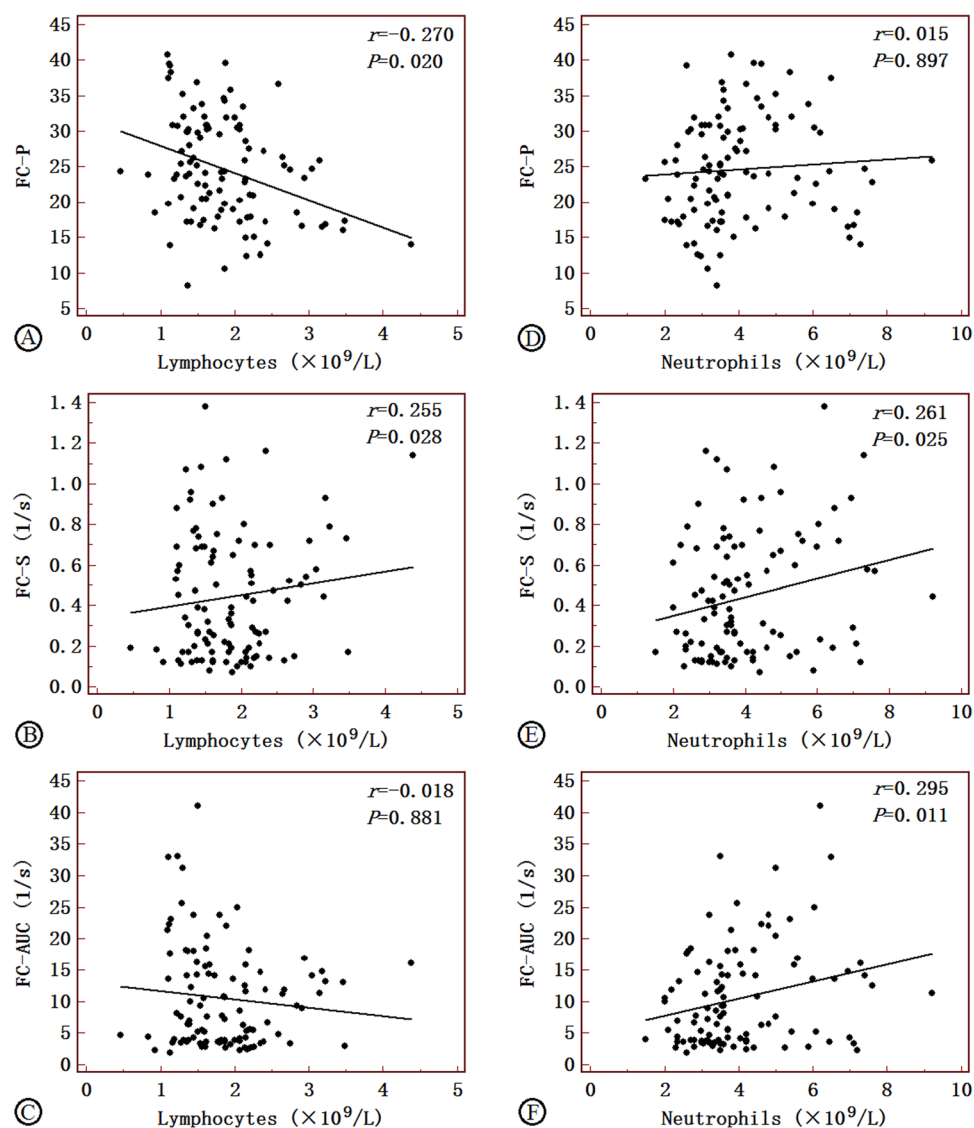 r=-0.270
P=0.020
45
40
35
30
25
20
15
10
5
FC-P
0 1 2 3 4 5
Ⓐ Lymphocytes (×10⁹/L)
r=0.015
P=0.897
45
40
35
30
25
20
15
10
5
FC-P
0 2 4 6 8 10
Ⓓ Neutrophils (×10⁹/L)
r=0.255
P=0.028
1.4
1.2
1.0
0.8
0.6
0.4
0.2
0.0
FC-S (1/s)
0 1 2 3 4 5
Ⓑ Lymphocytes (×10⁹/L)
r=0.261
P=0.025
1.4
1.2
1.0
0.8
0.6
0.4
0.2
0.0
FC-S (1/s)
0 2 4 6 8 10
Ⓔ Neutrophils (×10⁹/L)
r=-0.018
P=0.881
45
40
35
30
25
20
15
10
5
0
FC-AUC (1/s)
0 1 2 3 4 5
Ⓒ Lymphocytes (×10⁹/L)
r=0.295
P=0.011
45
40
35
30
25
20
15
10
5
0
FC-AUC (1/s)
0 2 4 6 8 10
Ⓕ Neutrophils (×10⁹/L)